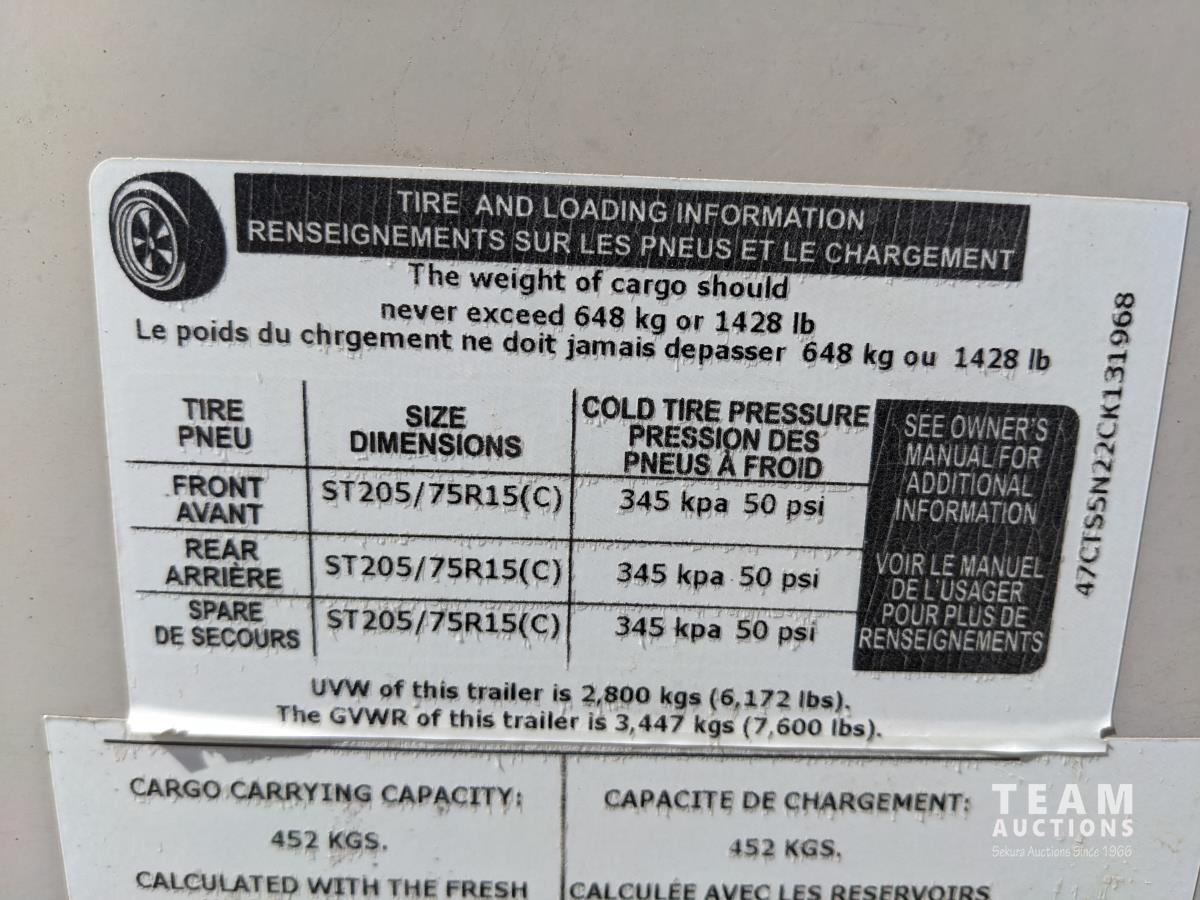 TIRE AND LOADING INFORMATION
RENSEIGNEMENTS SUR LES PNEUS ET LE CHARGEMENT
The weight of cargo should
never exceed 648 kg or 1428 lb
Le poids du chrgement ne doit jamais depasser 648 kg ou 1428 lb
TIRE
PNEU
SIZE
DIMENSIONS
COLD TIRE PRESSURE
PRESSION DES
PNEUS À FROID
FRONT
AVANT
ST205/75R15(C)
345 kpa 50 psi
REAR
ARRIÈRE
ST205/75R15(C)
345 kpa 50 psi
SPARE
DE SECOURS
ST205/75R15(C)
345 kpa 50 psi
SEE OWNER'S
MANUAL FOR
ADDITIONAL
INFORMATION
VOIR LE MANUEL
DE L'USAGER
POUR PLUS DE
RENSEIGNEMENTS
47CTS5N22CK131968
UVW of this trailer is 2,800 kgs (6,172 lbs).
The GVWR of this trailer is 3,447 kgs (7,600 lbs).
CARGO CARRYING CAPACITY:
452 KGS.
CALCULATED WITH THE FRESH
CAPACITE DE CHARGEMENT:
452 KGS.
CALCULÉE AVEC LES RESERVOIRS
TEAM
AUCTIONS
Sekura Auctions Since 1966